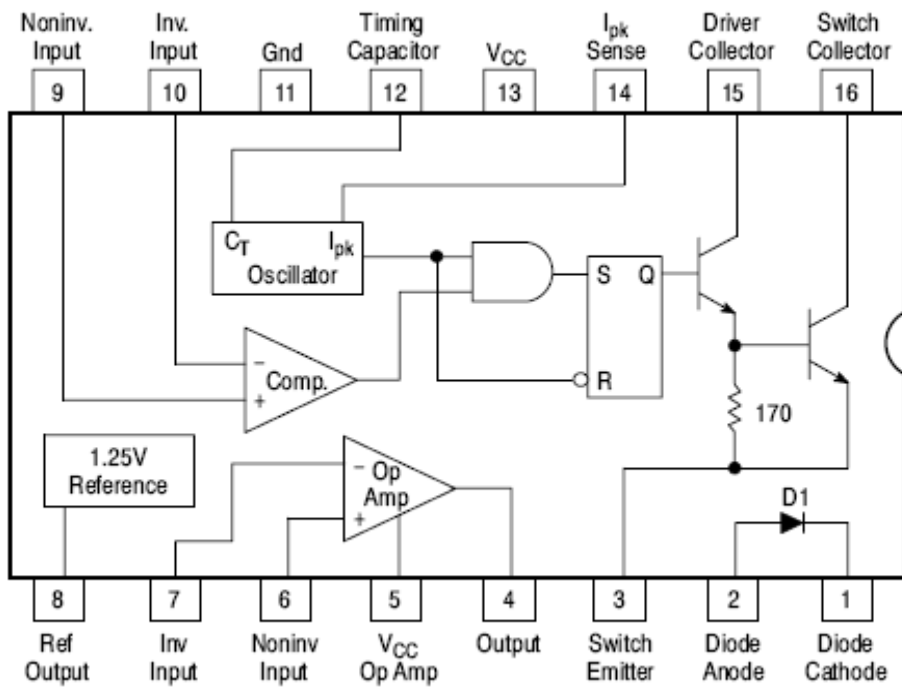 Noninv. Input
Inv. Input
Gnd
Timing Capacitor
VCC
Ipk Sense
Driver Collector
Switch Collector
9
10
11
12
13
14
15
16
CT
Ipk
Oscillator
S
Q
R
-
Comp.
+
170
1.25V
Reference
-
Op
Amp
+
D1
8
7
6
5
4
3
2
1
Ref Output
Inv Input
Noninv Input
VCC Op Amp
Output
Switch Emitter
Diode Anode
Diode Cathode